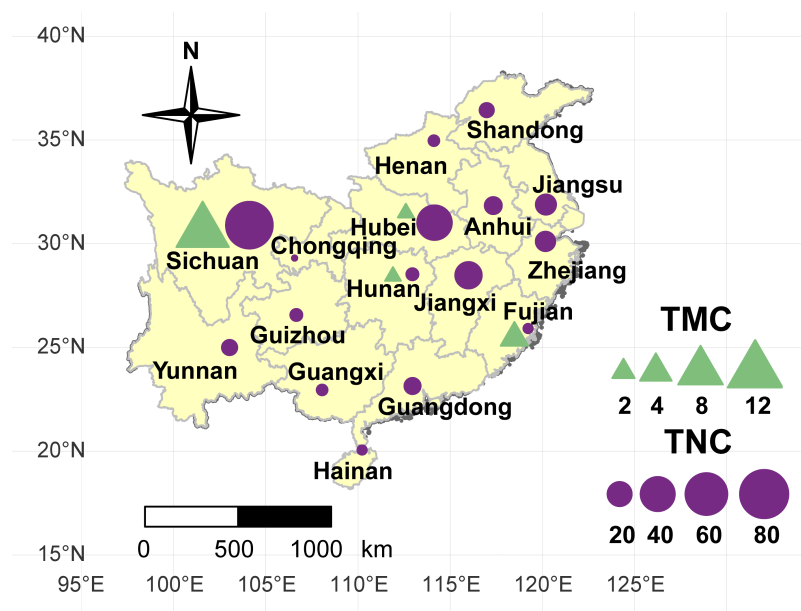 40°N
N
35°N
Shandong
Henan
Jiangsu
Hubei
Anhui
30°N
Chongqing
Sichuan
Zhejiang
Hunan
Jiangxi
Fujian
TMC
Guizhou
25°N
Yunnan
Guangxi
2 4 8 12
Guangdong
TNC
20°N
Hainan
20 40 60 80
0 500 1000 km
15°N
95°E 100°E 105°E 110°E 115°E 120°E 125°E